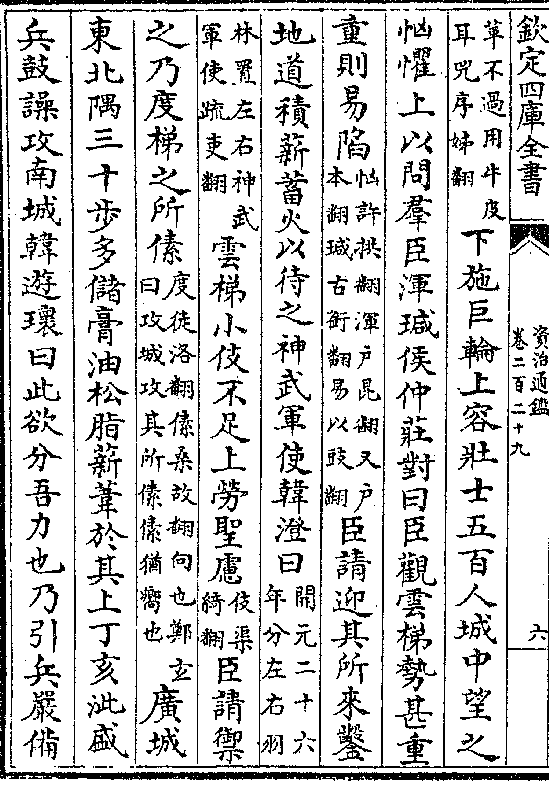 欽定四庫全書
資治通鑑
卷二百二十九
六
革不過用牛皮
耳兕序姊翻
下施巨輪上容壯士五百人城中望之
恟懼上以問羣臣渾瑊侯仲莊對曰臣觀雲梯勢甚重
重則易陷
恟許拱翻渾戶昆翻又戶
本翻瑊古銜翻易以豉翻
臣請迎其所來鑿
地道積薪蓄火以待之神武軍使韓澄曰
開元二十六
年分左右羽
林置左右神武
軍使疏吏翻
雲梯小伎不足上勞聖慮
伎渠
綺翻
臣請禦
之乃度梯之所傃
度徒洛翻傃桑故翻向也鄭玄
曰攻城攻其所傃傃猶嚮也
廣城
東北隅三十步多儲膏油松脂薪葦於其上丁亥泚盛
兵鼓譟攻南城韓遊瓌曰此欲分吾力也乃引兵嚴備